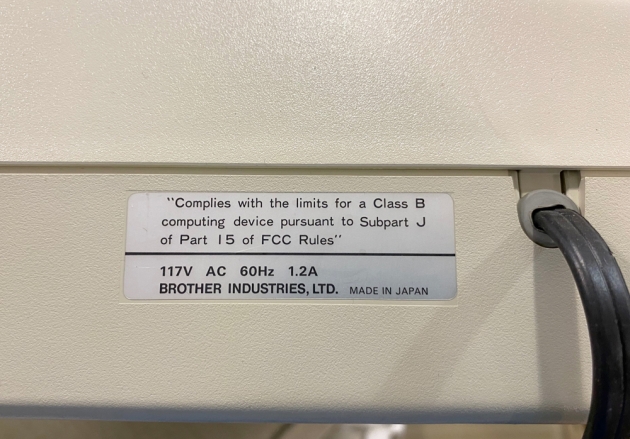 "Complies with the limits for a Class B
computing device pursuant to Subpart J
of Part 15 of FCC Rules"
117V AC 60Hz 1.2A
BROTHER INDUSTRIES, LTD. MADE IN JAPAN